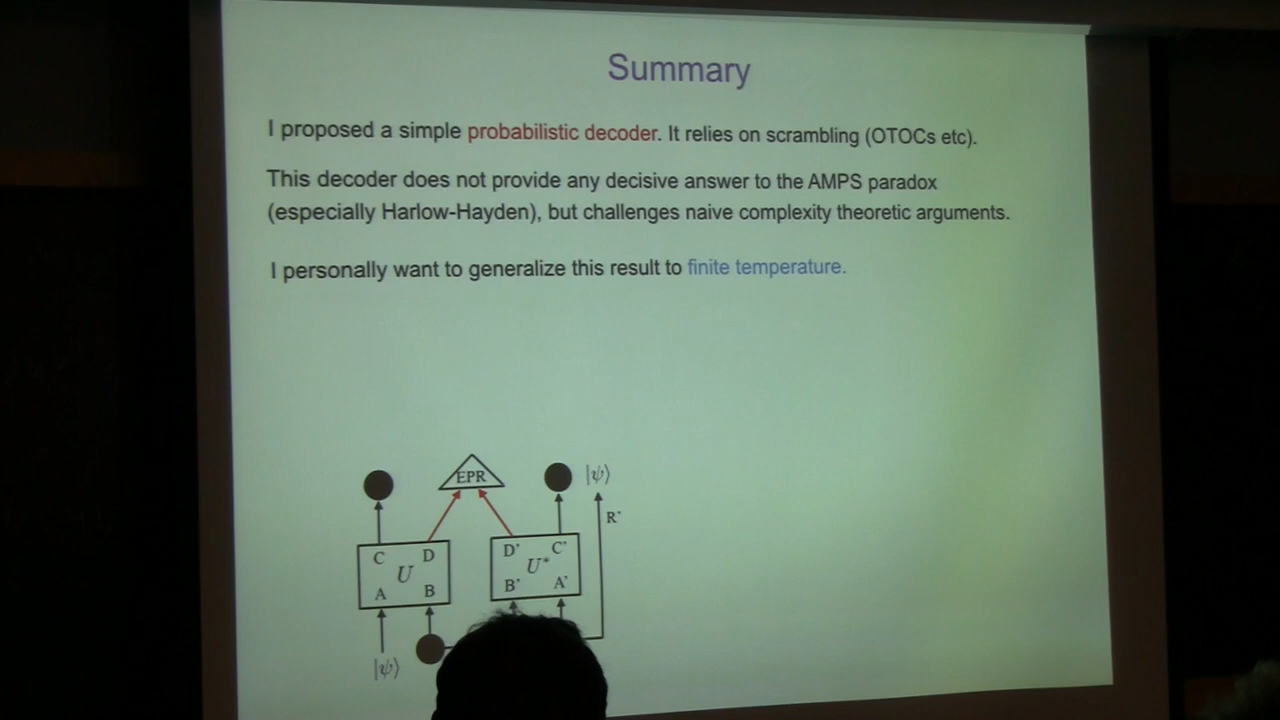 Summary
I proposed a simple probabilistic decoder. It relies on scrambling (OTOCs etc).
This decoder does not provide any decisive answer to the AMPS paradox
(especially Harlow-Hayden), but challenges naive complexity theoretic arguments.
I personally want to generalize this result to finite temperature.
EPR |ψ⟩
R'
C D D' C'
U U*
A B B' A'
|ψ⟩